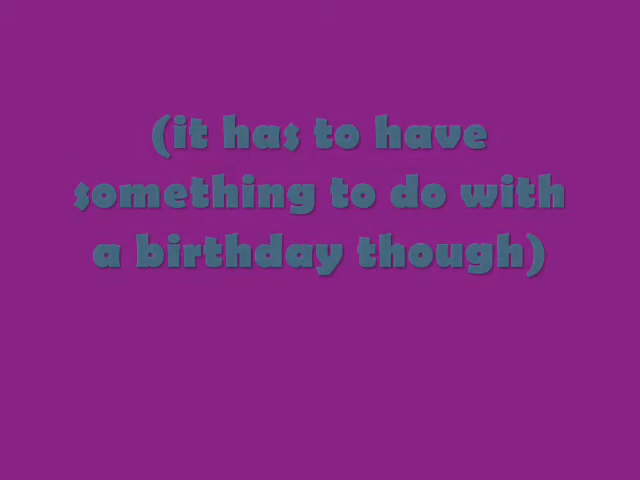 (it has to have
something to do with
a birthday though)